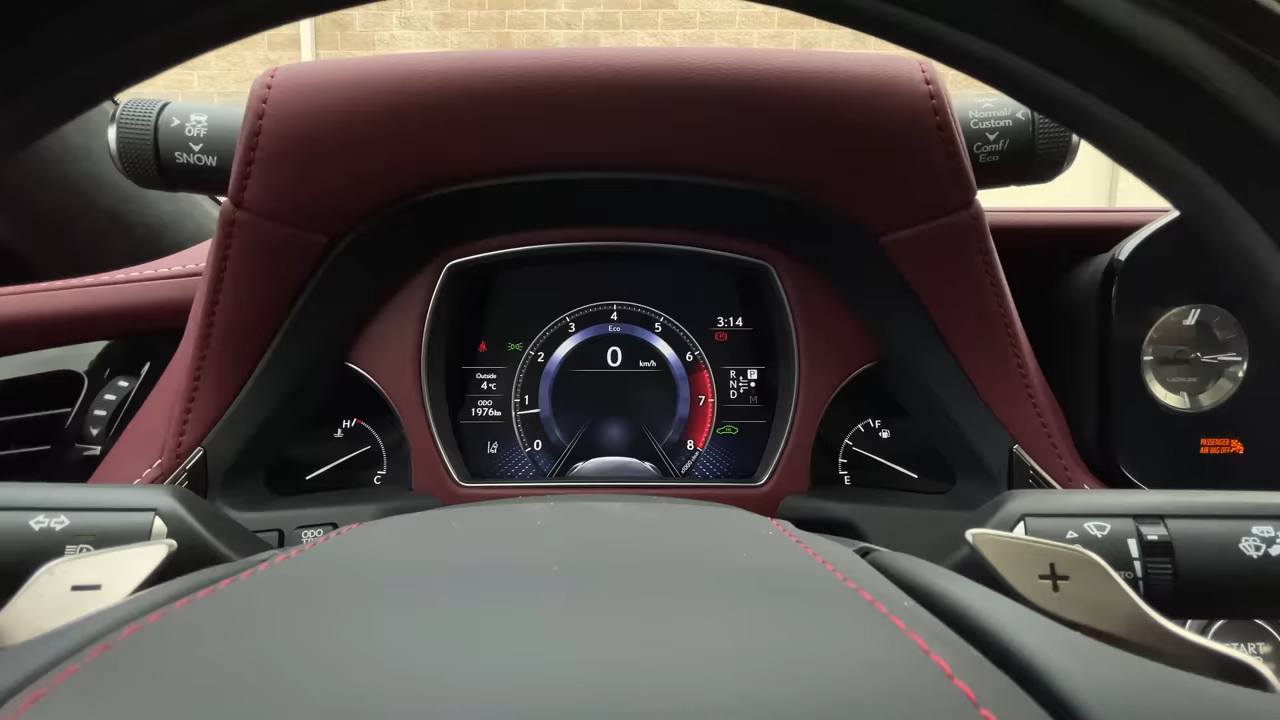 OFF
SNOW
Normal/
Custom
Comf/
Eco
4
3
5
Eco
3:14
2
6
0
km/h
Outside
4°C
R P
N
D M
ODO
1976km
1
7
0
8
H
C
F
E
PASSENGER
AIR BAG OFF
ODO
-
+
START